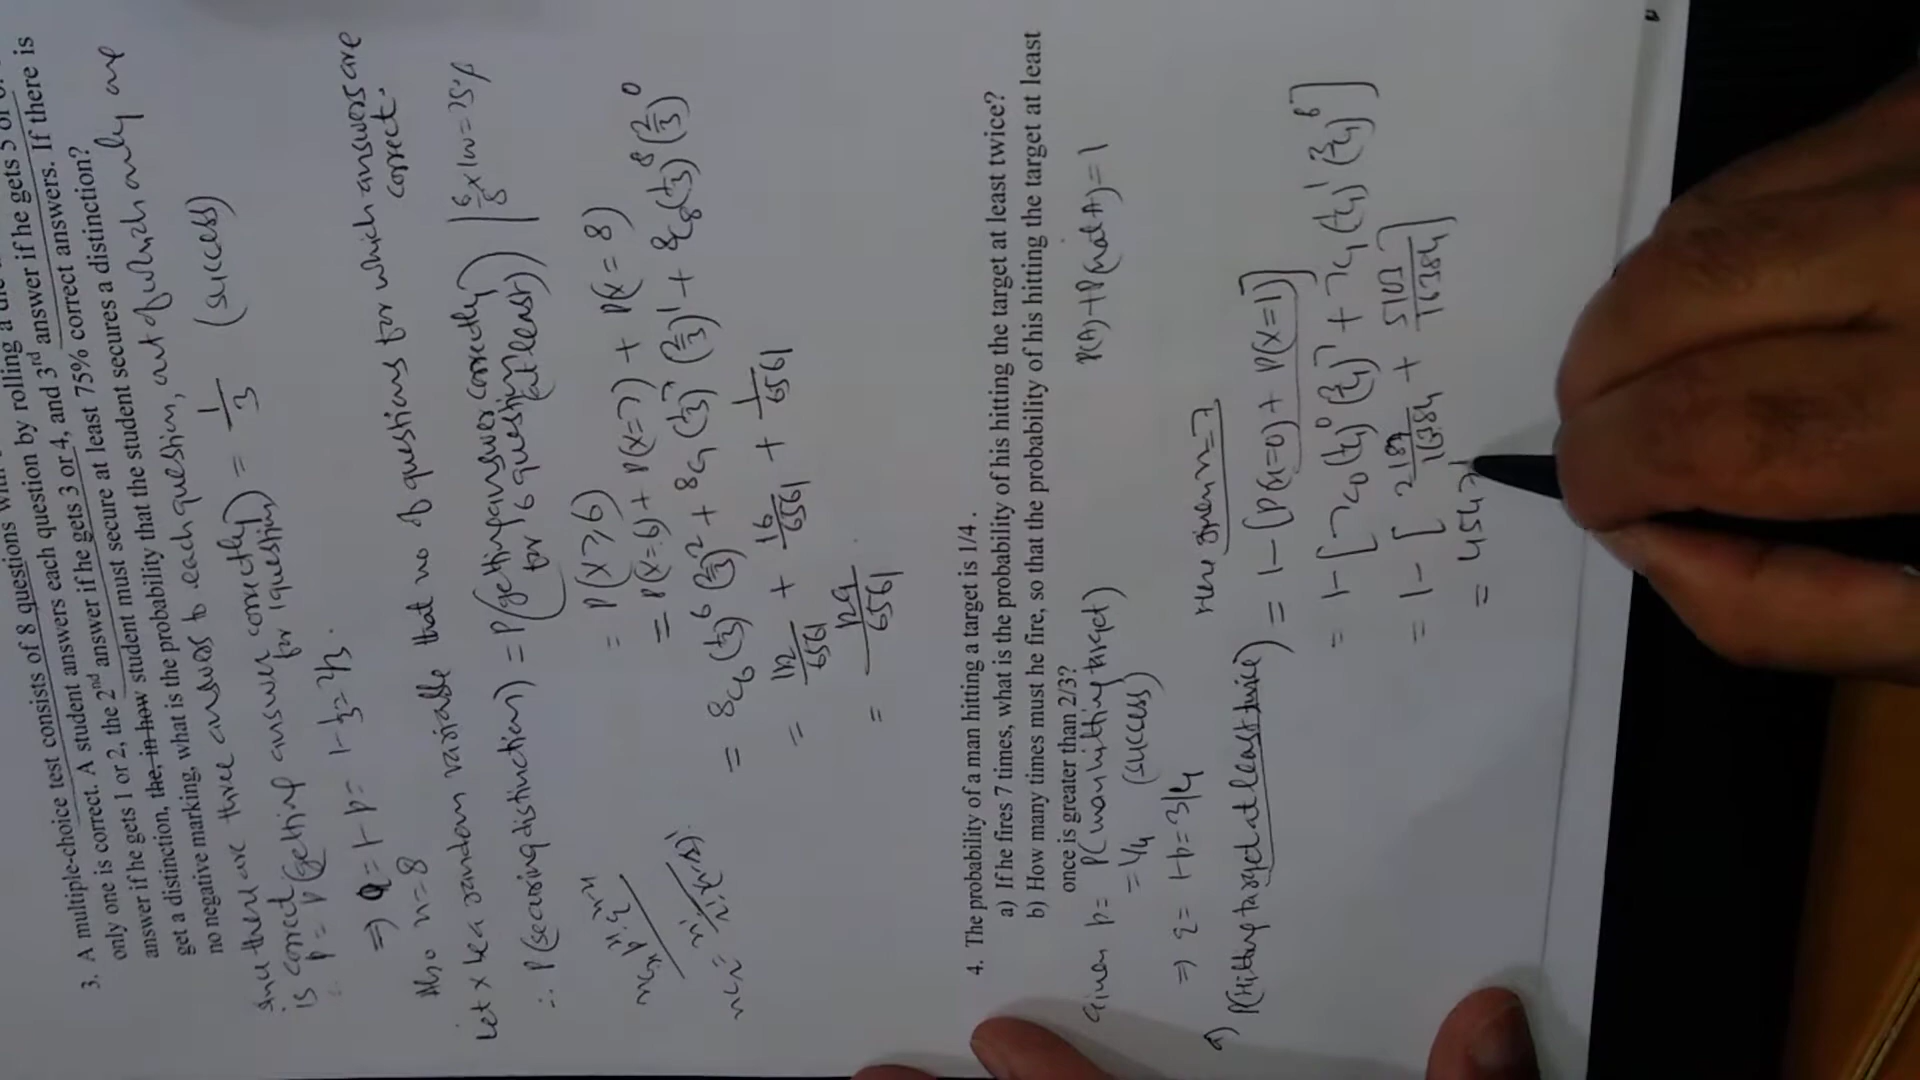 3. A multiple-choice test consists of 8 questions with
only one is correct. A student answers each question by rolling a die
answer if he gets 1 or 2, the 2nd answer if he gets 3 or 4, and 3rd answer if he gets 5 or 6.
get a distinction, the, in how student must secure at least 75% correct answers. If there is
no negative marking, what is the probability that the student secures a distinction?
Since there are three answers to each question, out of which only one
is correct
p = P(getting answer correctly for 1 question) = 1/3 (success)
⇒ q = 1-p = 1-1/3 = 2/3.
Also n=8
Let x be a random variable that no of questions for which answers are correct.
∴ P(securing distinction) = P(getting answer correctly for 6 questions (at least)) | 6/8 x 100 = 75%
= P(x≥6)
= P(x=6) + P(x=7) + P(x=8)
= 8c6 (1/3)^6 (2/3)^2 + 8c7 (1/3)^7 (2/3)^1 + 8c8 (1/3)^8 (2/3)^0
= 112/6561 + 16/6561 + 1/6561
= 129/6561
ncx p^x q^n-x
ncr = n!/r!(n-r)!
4. The probability of a man hitting a target is 1/4 .
a) If he fires 7 times, what is the probability of his hitting the target at least twice?
b) How many times must he fire, so that the probability of his hitting the target at least
once is greater than 2/3?
Given p = P(man hitting target)
= 1/4 (success)
P(A)+P(not A)=1
⇒ q = 1-p = 3/4
Here given n=7
a) P(Hitting target at least twice) = 1-[P(x=0) + P(x=1)]
= 1-[7c0 (1/4)^0 (3/4)^7 + 7c1 (1/4)^1 (3/4)^6]
= 1-[2187/16384 + 5103/16384]
= 4547